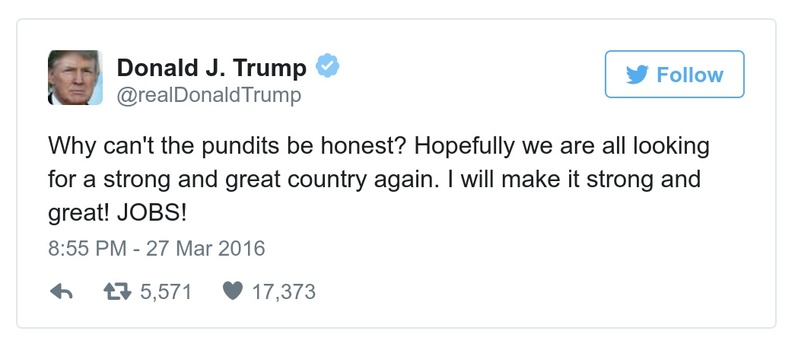 Donald J. Trump
@realDonaldTrump
Follow
Why can't the pundits be honest? Hopefully we are all looking
for a strong and great country again. I will make it strong and
great! JOBS!
8:55 PM - 27 Mar 2016
5,571 17,373